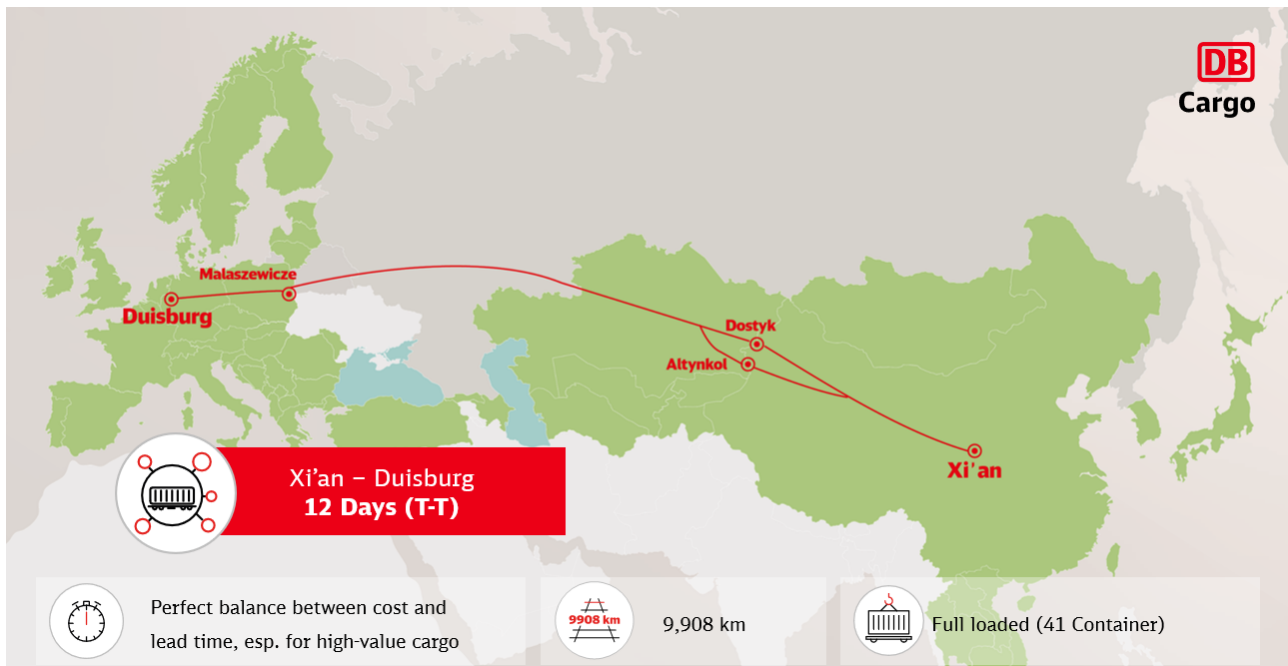 DB
Cargo
Malaszewicze
Duisburg
Dostyk
Altynkol
Xi'an
Xi’an – Duisburg
12 Days (T-T)
Perfect balance between cost and
lead time, esp. for high-value cargo
9908 km
9,908 km
Full loaded (41 Container)